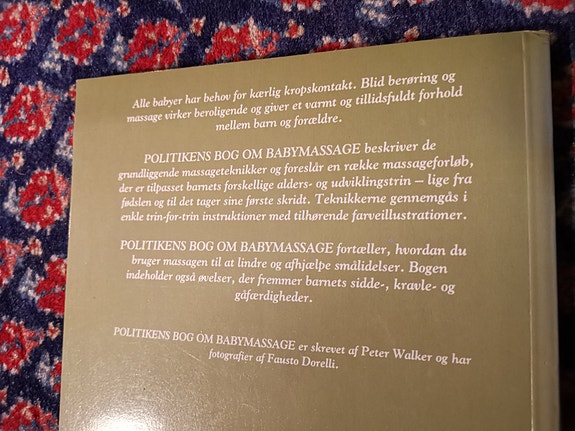 Alle babyer har behov for kærlig kropskontakt. Blid berøring og
massage virker beroligende og giver et varmt og tillidsfuldt forhold
mellem barn og forældre.
POLITIKENS BOG OM BABYMASSAGE beskriver de
grundliggende massageteknikker og foreslår en række massageforløb,
der er tilpasset barnets forskellige alders- og udviklingstrin – lige fra
fødslen og til det tager sine første skridt. Teknikkerne gennemgås i
enkle trin-for-trin instruktioner med tilhørende farveillustrationer.
POLITIKENS BOG OM BABYMASSAGE fortæller, hvordan du
bruger massagen til at lindre og afhjælpe smålidelser. Bogen
indeholder også øvelser, der fremmer barnets sidde-, kravle- og
gåfærdigheder.
POLITIKENS BOG OM BABYMASSAGE er skrevet af Peter Walker og har
fotografier af Fausto Dorelli.